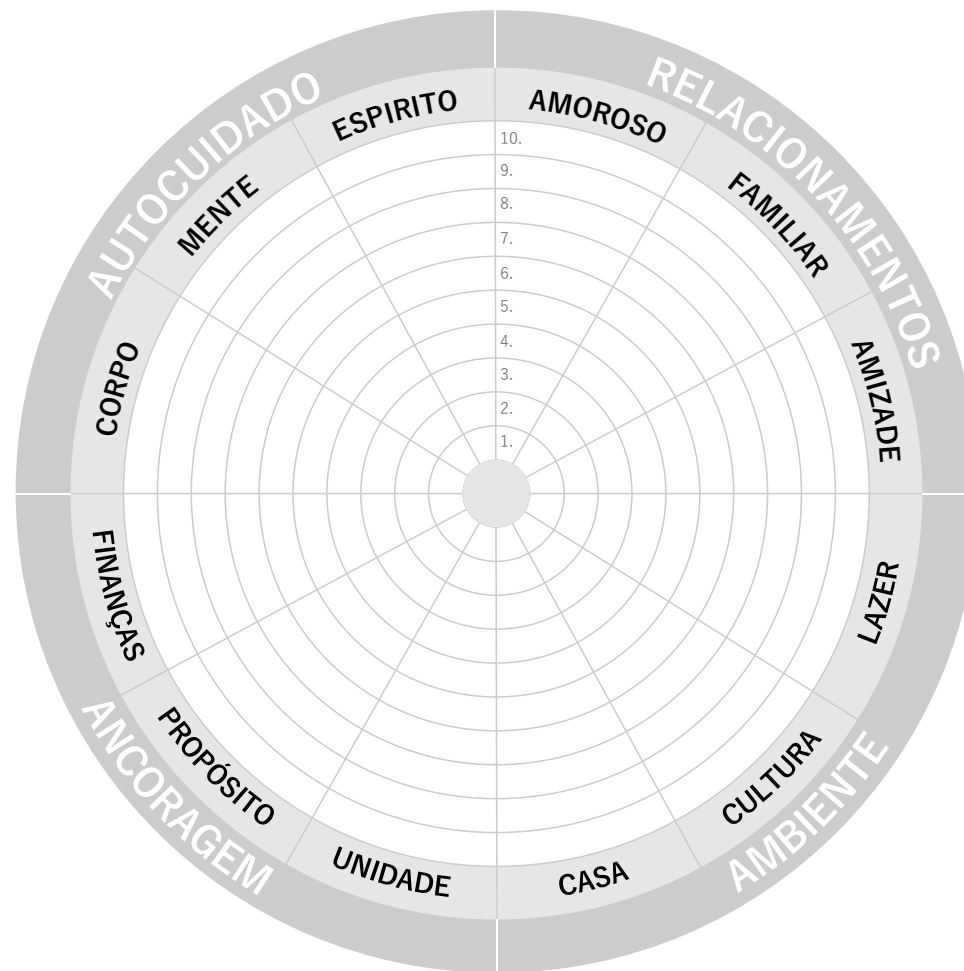 AUTOCUIDADO
RELACIONAMENTOS
ESPIRITO
AMOROSO
MENTE
FAMILIAR
CORPO
AMIZADE
10.
9.
8.
7.
6.
5.
4.
3.
2.
1.
FINANÇAS
LAZER
PROPÓSITO
CULTURA
UNIDADE
CASA
ANCORAGEM
AMBIENTE